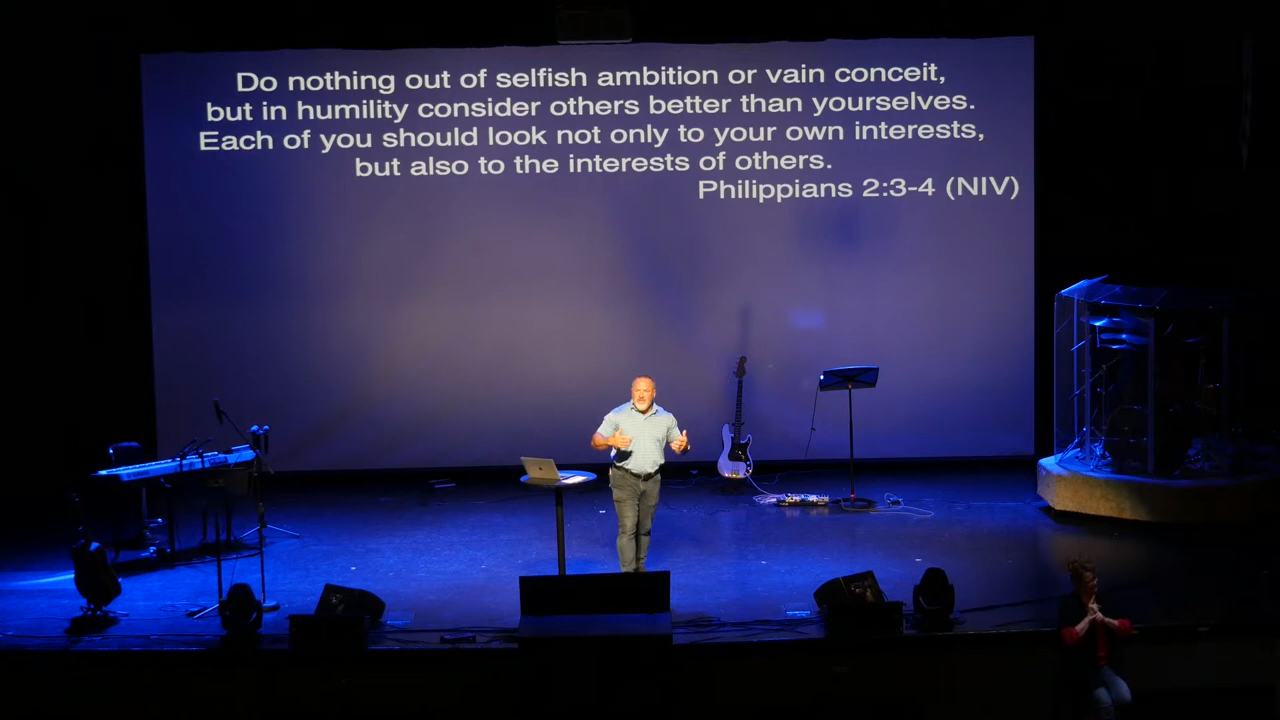 Do nothing out of selfish ambition or vain conceit,
but in humility consider others better than yourselves.
Each of you should look not only to your own interests,
but also to the interests of others.
Philippians 2:3-4 (NIV)